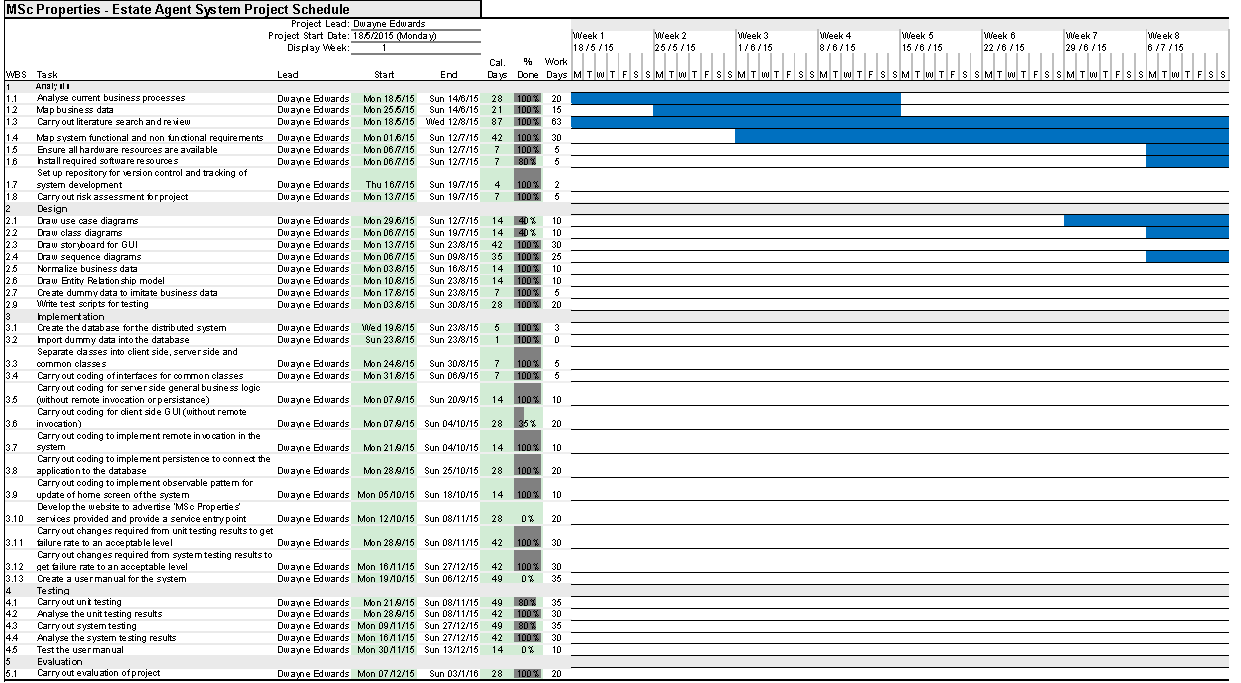 MSc Properties - Estate Agent System Project Schedule
Project Lead: Dwayne Edwards
Project Start Date: 18/5/2015 (Monday)
Display Week: 1
Week 1 Week 2 Week 3 Week 4 Week 5 Week 6 Week 7 Week 8
18/5/15 25/5/15 1/6/15 8/6/15 15/6/15 22/6/15 29/6/15 6/7/15
Cal. % Work
WBS Task Lead Start End Days Done Days M T W T F S S M T W T F S S M T W T F S S M T W T F S S M T W T F S S M T W T F S S M T W T F S S M T W T F S S
1 Analysis
1.1 Analyse current business processes Dwayne Edwards Mon 18/5/15 Sun 14/6/15 28 100% 20
1.2 Map business data Dwayne Edwards Mon 25/5/15 Sun 14/6/15 21 100% 15
1.3 Carry out literature search and review Dwayne Edwards Mon 18/5/15 Wed 12/8/15 87 100% 63
1.4 Map system functional and non functional requirements Dwayne Edwards Mon 01/6/15 Sun 12/7/15 42 100% 30
1.5 Ensure all hardware resources are available Dwayne Edwards Mon 06/7/15 Sun 12/7/15 7 100% 5
1.6 Install required software resources Dwayne Edwards Mon 06/7/15 Sun 12/7/15 7 80% 5
Set up repository for version control and tracking of
1.7 system development Dwayne Edwards Thu 16/7/15 Sun 19/7/15 4 100% 2
1.8 Carry out risk assessment for project Dwayne Edwards Mon 13/7/15 Sun 19/7/15 7 100% 5
2 Design
2.1 Draw use case diagrams Dwayne Edwards Mon 29/6/15 Sun 12/7/15 14 40% 10
2.2 Draw class diagrams Dwayne Edwards Mon 06/7/15 Sun 19/7/15 14 40% 10
2.3 Draw storyboard for GUI Dwayne Edwards Mon 13/7/15 Sun 23/8/15 42 100% 30
2.4 Draw sequence diagrams Dwayne Edwards Mon 06/7/15 Sun 09/8/15 35 100% 25
2.5 Normalize business data Dwayne Edwards Mon 03/8/15 Sun 16/8/15 14 100% 10
2.6 Draw Entity Relationship model Dwayne Edwards Mon 10/8/15 Sun 23/8/15 14 100% 10
2.7 Create dummy data to imitate business data Dwayne Edwards Mon 17/8/15 Sun 23/8/15 7 100% 5
2.9 Write test scripts for testing Dwayne Edwards Mon 03/8/15 Sun 30/8/15 28 100% 20
3 Implementation
3.1 Create the database for the distributed system Dwayne Edwards Wed 19/8/15 Sun 23/8/15 5 100% 3
3.2 Import dummy data into the database Dwayne Edwards Sun 23/8/15 Sun 23/8/15 1 100% 0
Separate classes into client side, server side and
3.3 common classes Dwayne Edwards Mon 24/8/15 Sun 30/8/15 7 100% 5
3.4 Carry out coding of interfaces for common classes Dwayne Edwards Mon 31/8/15 Sun 06/9/15 7 100% 5
Carry out coding for server side general business logic
3.5 (without remote invocation or persistance) Dwayne Edwards Mon 07/9/15 Sun 20/9/15 14 100% 10
Carry out coding for client side GUI (without remote
3.6 invocation) Dwayne Edwards Mon 07/9/15 Sun 04/10/15 28 35% 20
Carry out coding to implement remote invocation in the
3.7 system Dwayne Edwards Mon 21/9/15 Sun 04/10/15 14 100% 10
Carry out coding to implement persistence to connect the
3.8 application to the database Dwayne Edwards Mon 28/9/15 Sun 25/10/15 28 100% 20
Carry out coding to implement observable pattern for
3.9 update of home screen of the system Dwayne Edwards Mon 05/10/15 Sun 18/10/15 14 100% 10
Develop the website to advertise 'MSc Properties'
3.10 services provided and provide a service entry point Dwayne Edwards Mon 12/10/15 Sun 08/11/15 28 0% 20
Carry out changes required from unit testing results to get
3.11 failure rate to an acceptable level Dwayne Edwards Mon 28/9/15 Sun 08/11/15 42 100% 30
Carry out changes required from system testing results to
3.12 get failure rate to an acceptable level Dwayne Edwards Mon 16/11/15 Sun 27/12/15 42 100% 30
3.13 Create a user manual for the system Dwayne Edwards Mon 19/10/15 Sun 06/12/15 49 0% 35
4 Testing
4.1 Carry out unit testing Dwayne Edwards Mon 21/9/15 Sun 08/11/15 49 80% 35
4.2 Analyse the unit testing results Dwayne Edwards Mon 28/9/15 Sun 08/11/15 42 100% 30
4.3 Carry out system testing Dwayne Edwards Mon 09/11/15 Sun 27/12/15 49 80% 35
4.4 Analyse the system testing results Dwayne Edwards Mon 16/11/15 Sun 27/12/15 42 100% 30
4.5 Test the user manual Dwayne Edwards Mon 30/11/15 Sun 13/12/15 14 0% 10
5 Evaluation
5.1 Carry out evaluation of project Dwayne Edwards Mon 07/12/15 Sun 03/1/16 28 100% 20